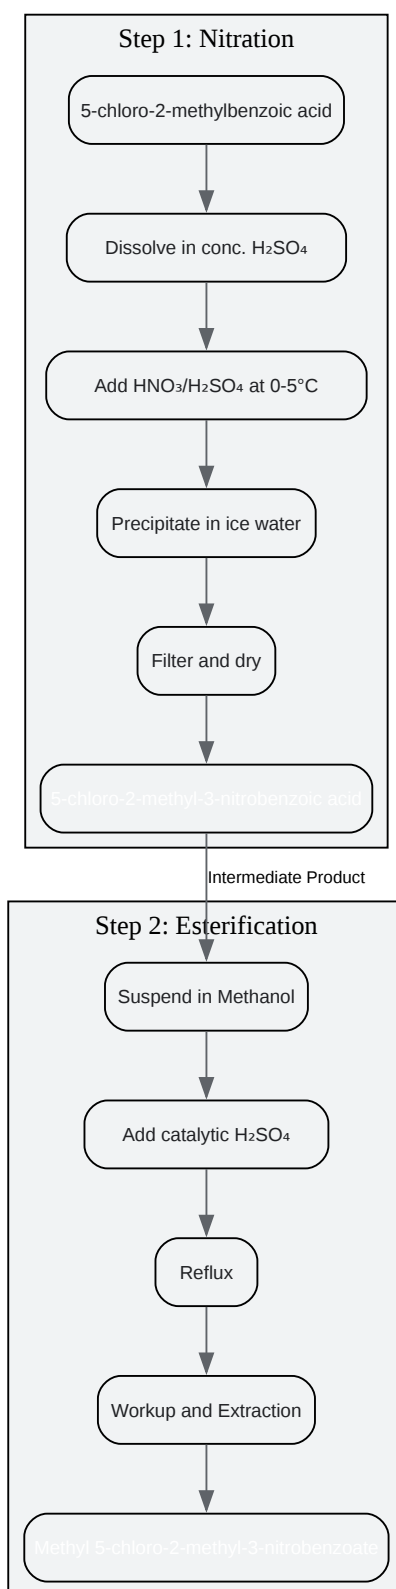 Step 1: Nitration
5-chloro-2-methylbenzoic acid
Dissolve in conc. H₂SO₄
Add HNO₃/H₂SO₄ at 0-5°C
Precipitate in ice water
Filter and dry
5-chloro-2-methyl-3-nitrobenzoic acid
Intermediate Product
Step 2: Esterification
Suspend in Methanol
Add catalytic H₂SO₄
Reflux
Workup and Extraction
Methyl 5-chloro-2-methyl-3-nitrobenzoate